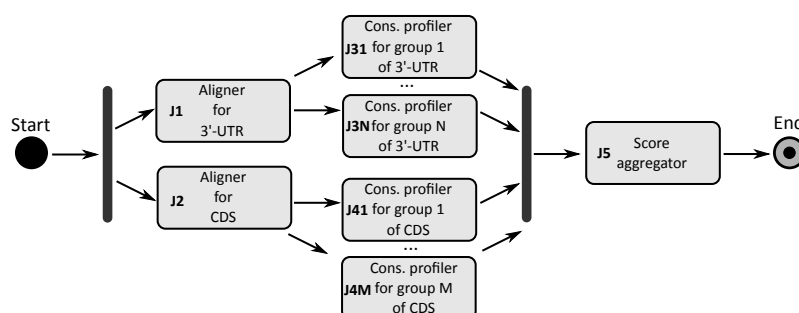 Start
J1 Aligner
for
3'-UTR
J2 Aligner
for
CDS
Cons. profiler
J31 for group 1
of 3'-UTR
...
Cons. profiler
J3N for group N
of 3'-UTR
Cons. profiler
J41 for group 1
of CDS
...
Cons. profiler
J4M for group M
of CDS
J5 Score
aggregator
End